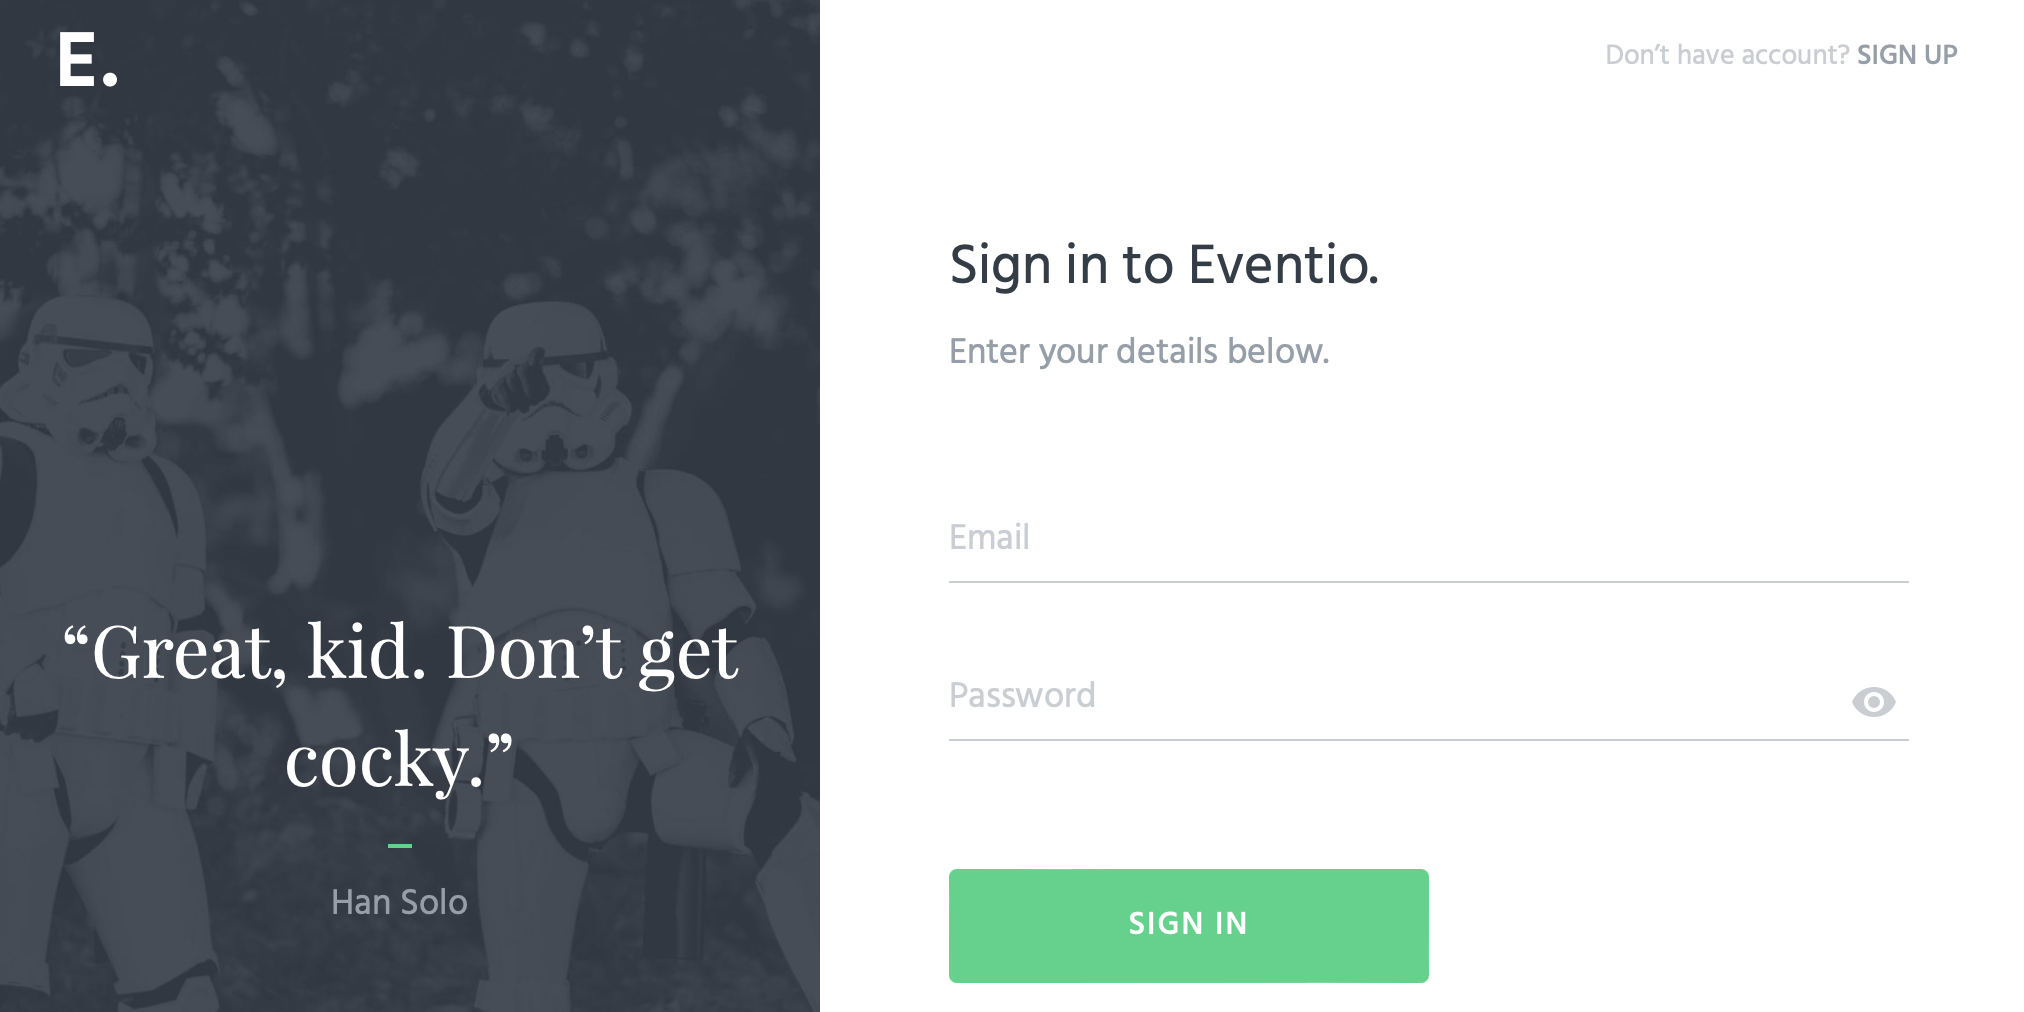 E.
Don’t have account? SIGN UP
Sign in to Eventio.
Enter your details below.
Email
Password
SIGN IN
“Great, kid. Don’t get
cocky.”
Han Solo